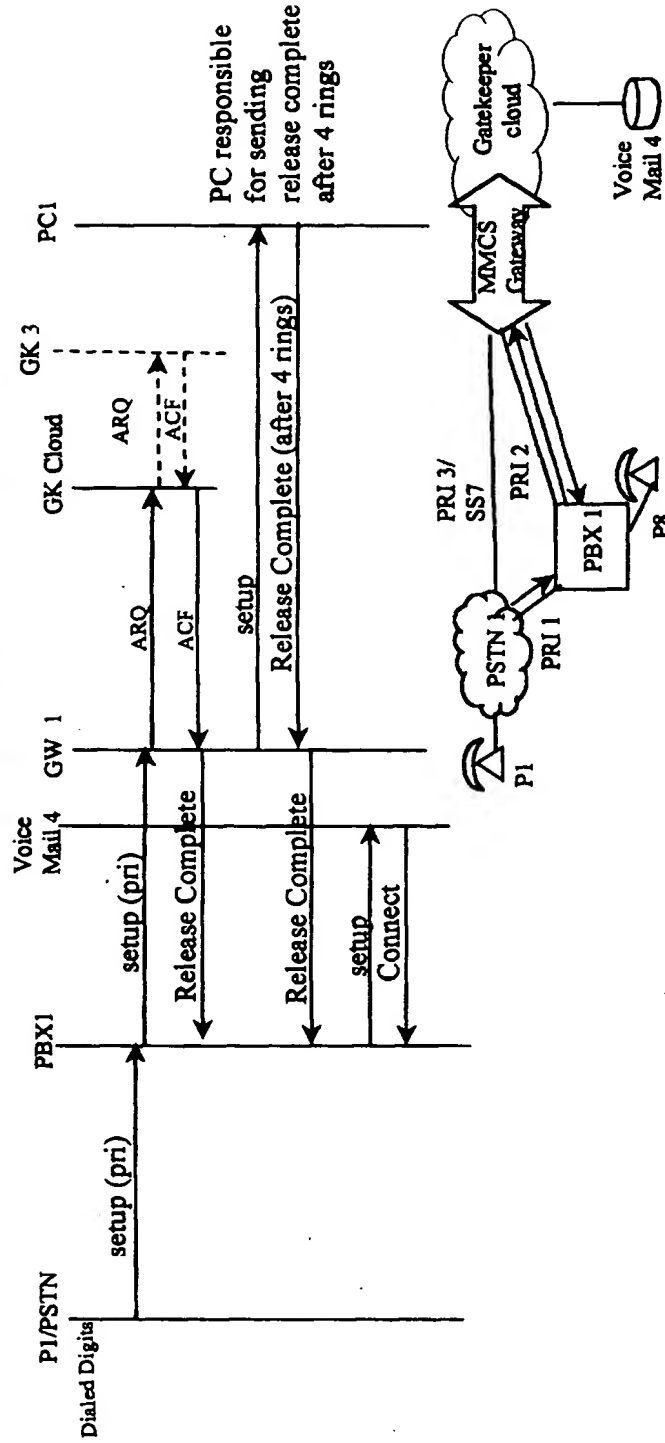 P1/PSTN
Dialed Digits
PBX1
Voice
Mail 4
GW 1
GK Cloud
GK 3
PC1
setup (pri)
setup (pri)
ARQ
ARQ
ACF
ACF
Release Complete
setup
Release Complete (after 4 rings)
Release Complete
setup
Connect
PC responsible
for sending
release complete
after 4 rings
P1
PSTN 1
PRI 1
PRI 3/
SS7
PRI 2
PBX 1
P8
MMCS
Gateway
Gatekeeper
cloud
Voice
Mail 4